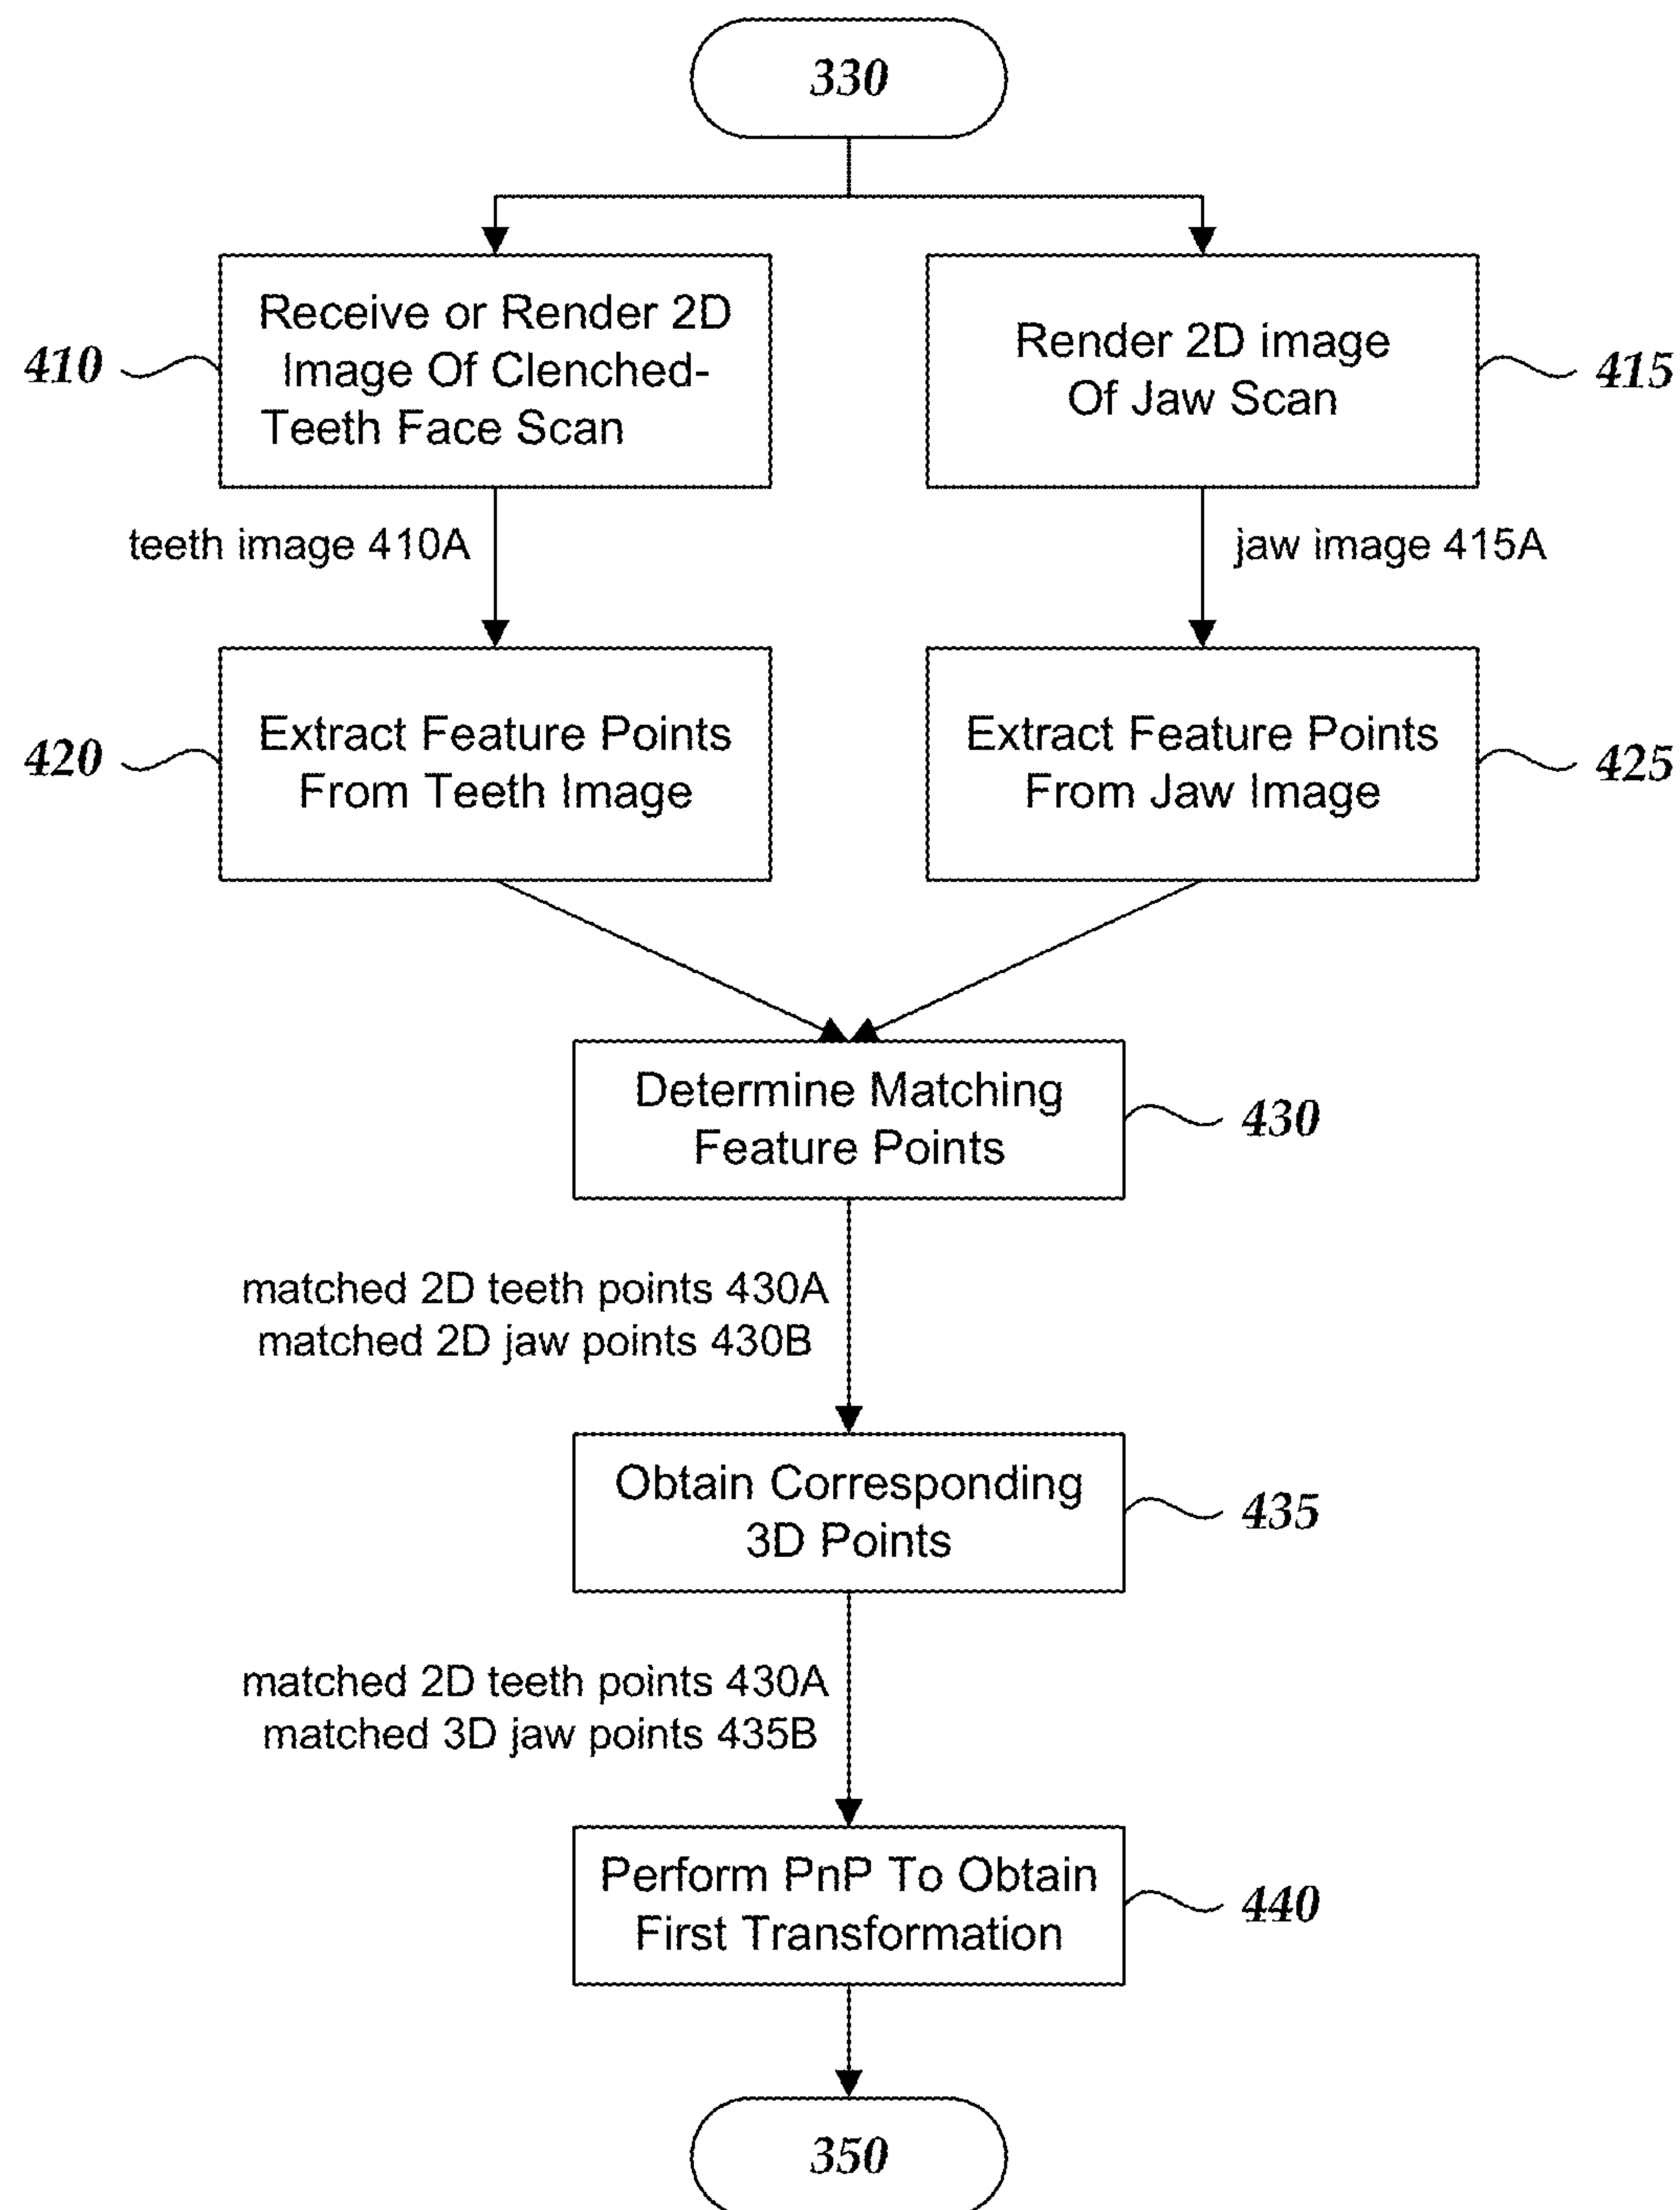 330
Receive or Render 2D
Image Of Clenched-
Teeth Face Scan
410
Render 2D image
Of Jaw Scan
415
teeth image 410A
jaw image 415A
Extract Feature Points
From Teeth Image
420
Extract Feature Points
From Jaw Image
425
Determine Matching
Feature Points
430
matched 2D teeth points 430A
matched 2D jaw points 430B
Obtain Corresponding
3D Points
435
matched 2D teeth points 430A
matched 3D jaw points 435B
Perform PnP To Obtain
First Transformation
440
350